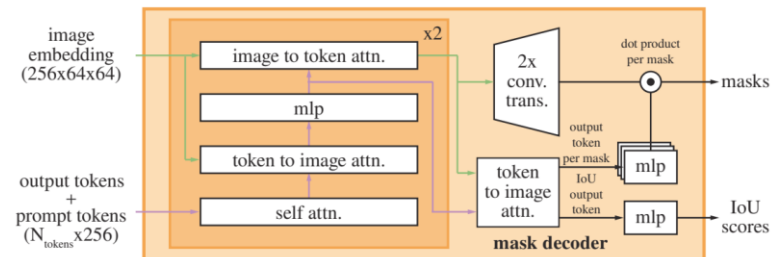 image
embedding
(256x64x64)
output tokens
+
prompt tokens
(N_tokens x256)
x2
image to token attn.
mlp
token to image attn.
self attn.
2x
conv.
trans.
token
to image
attn.
dot product
per mask
output
token
per mask
IoU
output
token
mlp
mlp
mask decoder
masks
IoU
scores